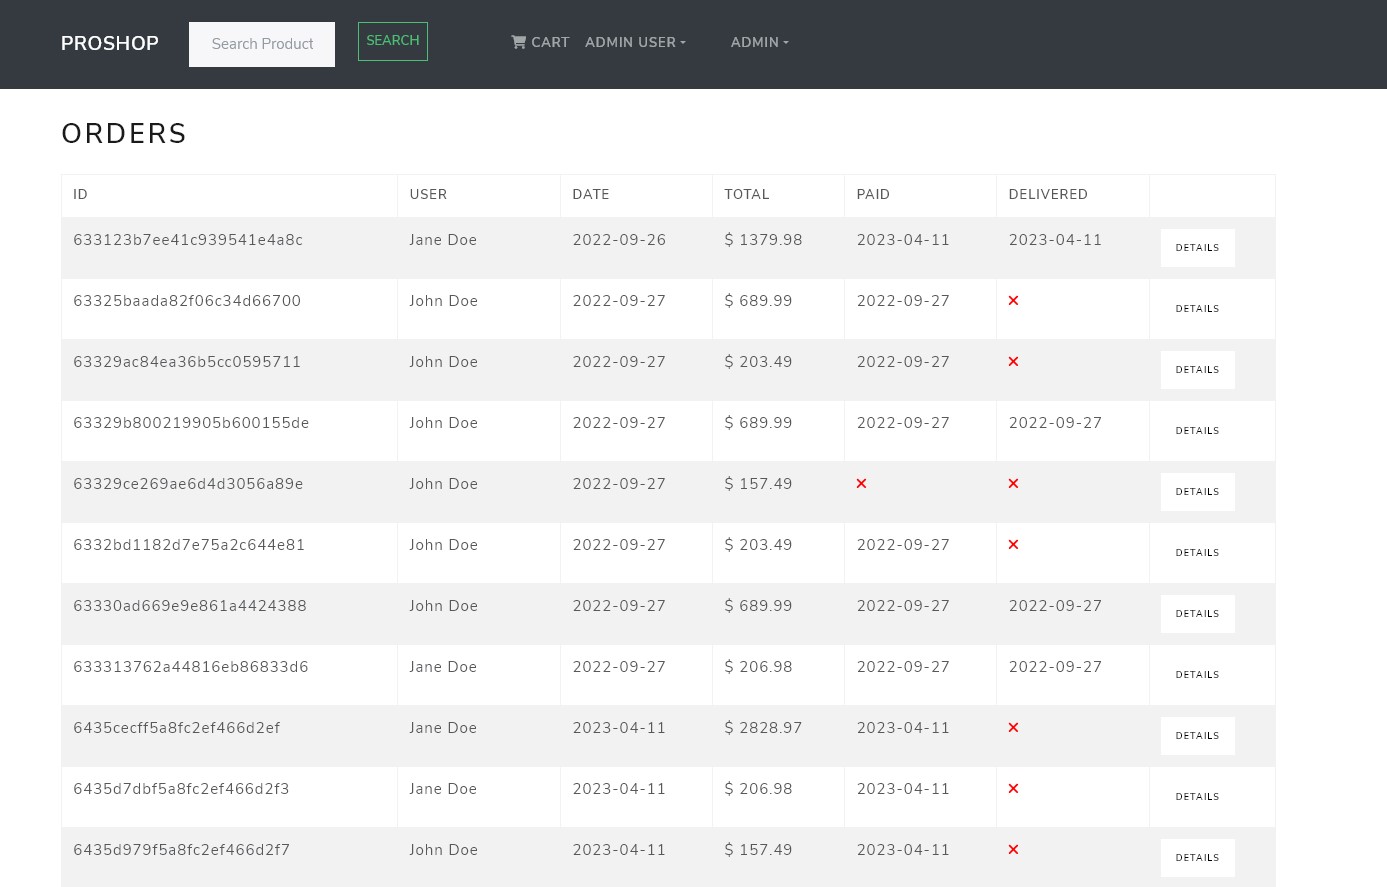 PROSHOP Search Product SEARCH CART ADMIN USER ADMIN
ORDERS
ID USER DATE TOTAL PAID DELIVERED
633123b7ee41c939541e4a8c Jane Doe 2022-09-26 $ 1379.98 2023-04-11 2023-04-11 DETAILS
63325baada82f06c34d66700 John Doe 2022-09-27 $ 689.99 2022-09-27 DETAILS
63329ac84ea36b5cc0595711 John Doe 2022-09-27 $ 203.49 2022-09-27 DETAILS
63329b800219905b600155de John Doe 2022-09-27 $ 689.99 2022-09-27 2022-09-27 DETAILS
63329ce269ae6d4d3056a89e John Doe 2022-09-27 $ 157.49 DETAILS
6332bd1182d7e75a2c644e81 John Doe 2022-09-27 $ 203.49 2022-09-27 DETAILS
63330ad669e9e861a4424388 John Doe 2022-09-27 $ 689.99 2022-09-27 2022-09-27 DETAILS
633313762a44816eb86833d6 Jane Doe 2022-09-27 $ 206.98 2022-09-27 2022-09-27 DETAILS
6435cecff5a8fc2ef466d2ef Jane Doe 2023-04-11 $ 2828.97 2023-04-11 DETAILS
6435d7dbf5a8fc2ef466d2f3 Jane Doe 2023-04-11 $ 206.98 2023-04-11 DETAILS
6435d979f5a8fc2ef466d2f7 John Doe 2023-04-11 $ 157.49 2023-04-11 DETAILS